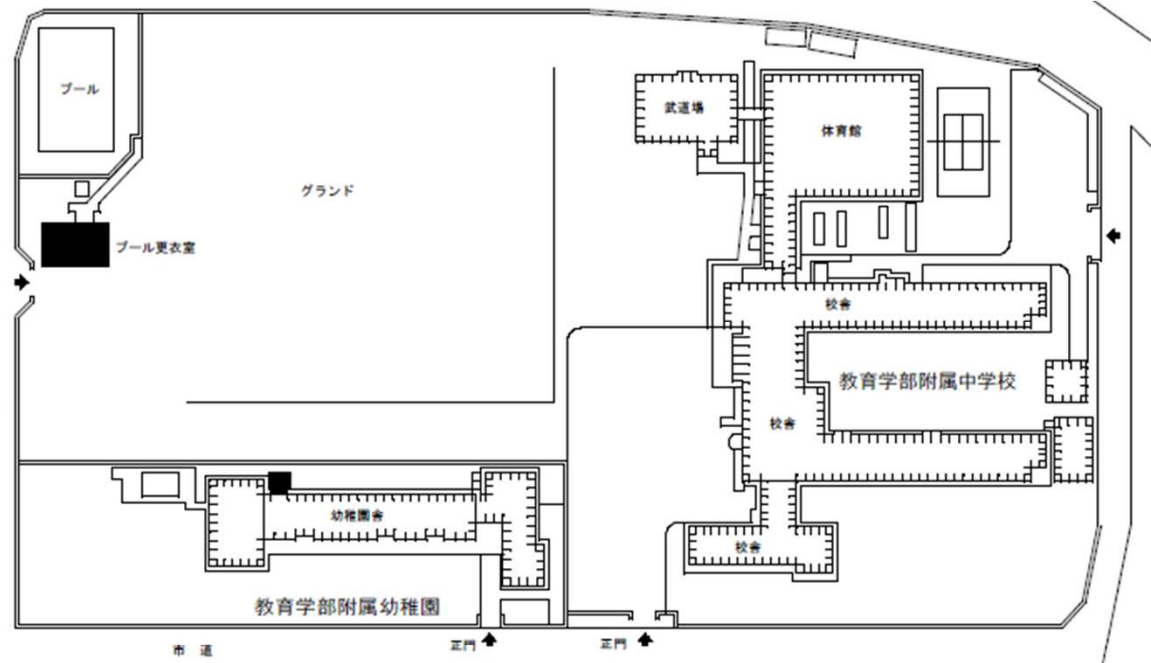 プール
武道場
体育館
グランド
プール更衣室
校舎
教育学部附属中学校
校舎
幼稚園舎
校舎
教育学部附属幼稚園
正門
正門
市 道